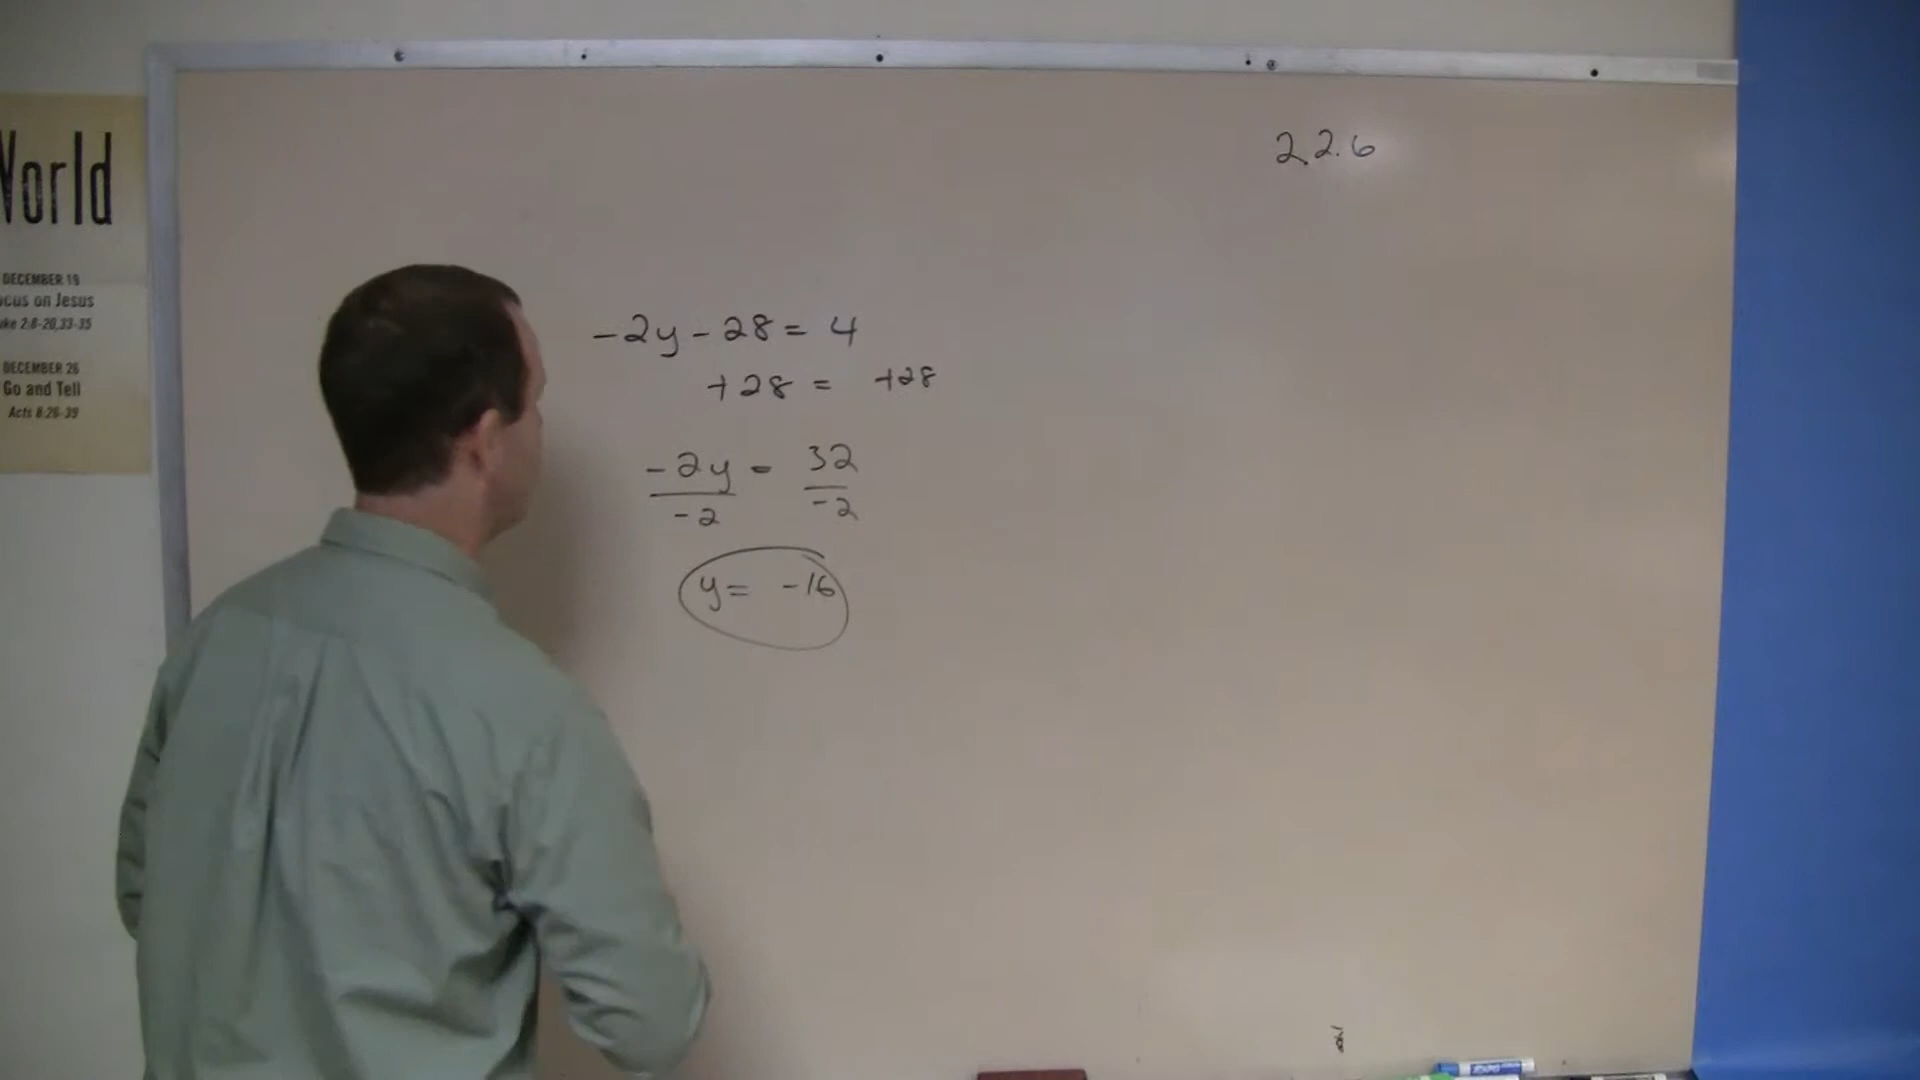 World
DECEMBER 19
ocus on Jesus
uke 2:8-20,33-35
DECEMBER 26
Go and Tell
Acts 8:26-39
2.2.6
-2y - 28 = 4
+28 = +28
-2y = 32
-2 -2
y = -16